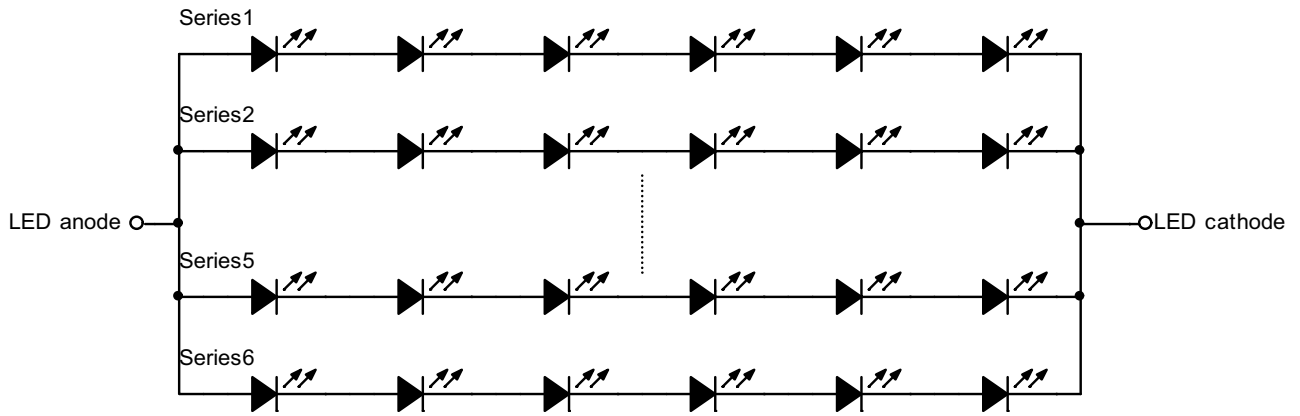 Series1
Series2
LED anode
LED cathode
Series5
Series6